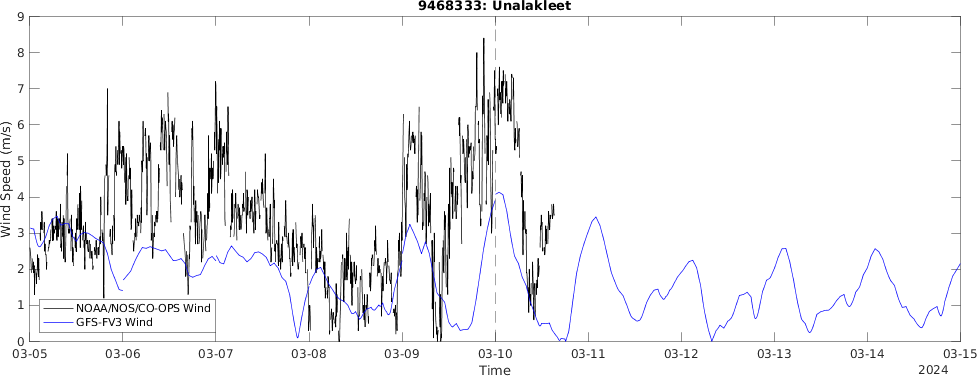 9468333: Unalakleet
9
8
7
6
5
4
3
2
1
0
Wind Speed (m/s)
NOAA/NOS/CO-OPS Wind
GFS-FV3 Wind
03-05 03-06 03-07 03-08 03-09 03-10 03-11 03-12 03-13 03-14 03-15
Time
2024